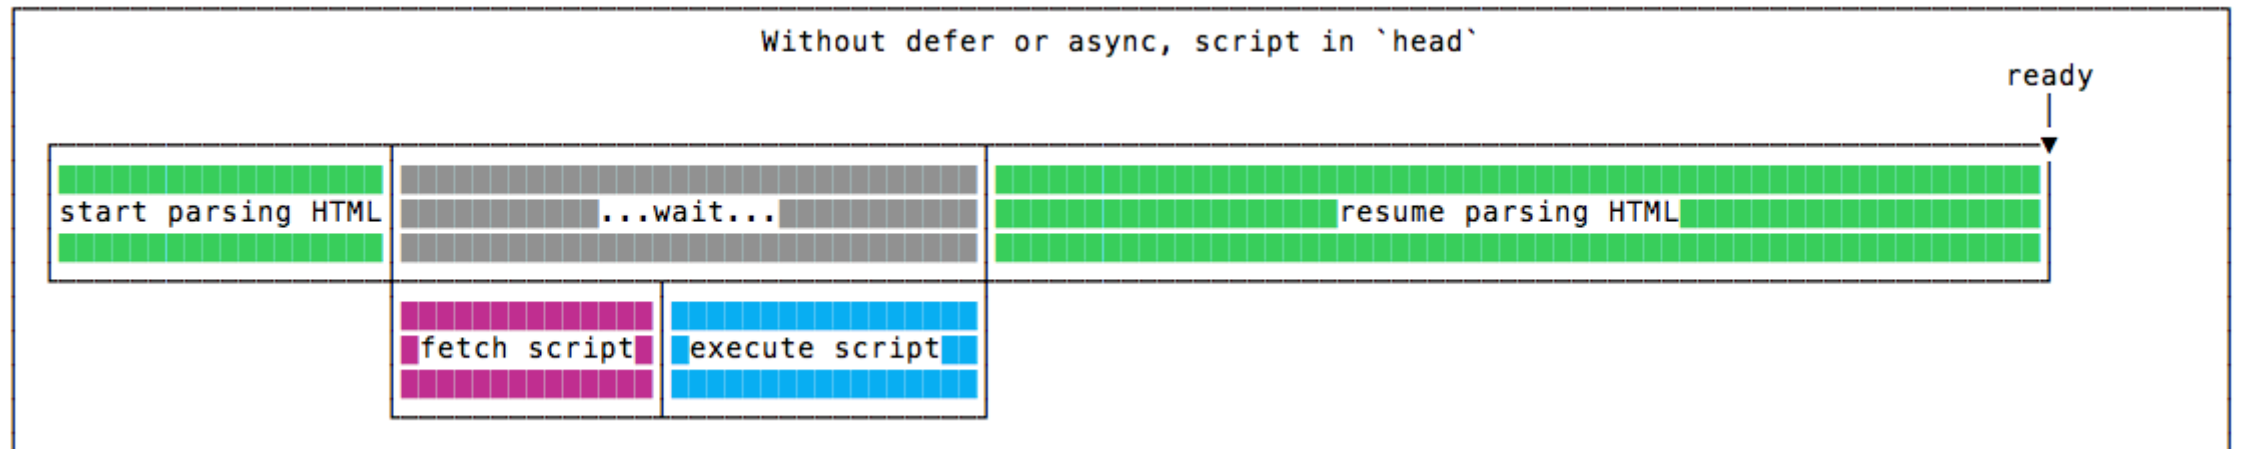 Without defer or async, script in `head`
ready
start parsing HTML ...wait... resume parsing HTML
fetch script execute script